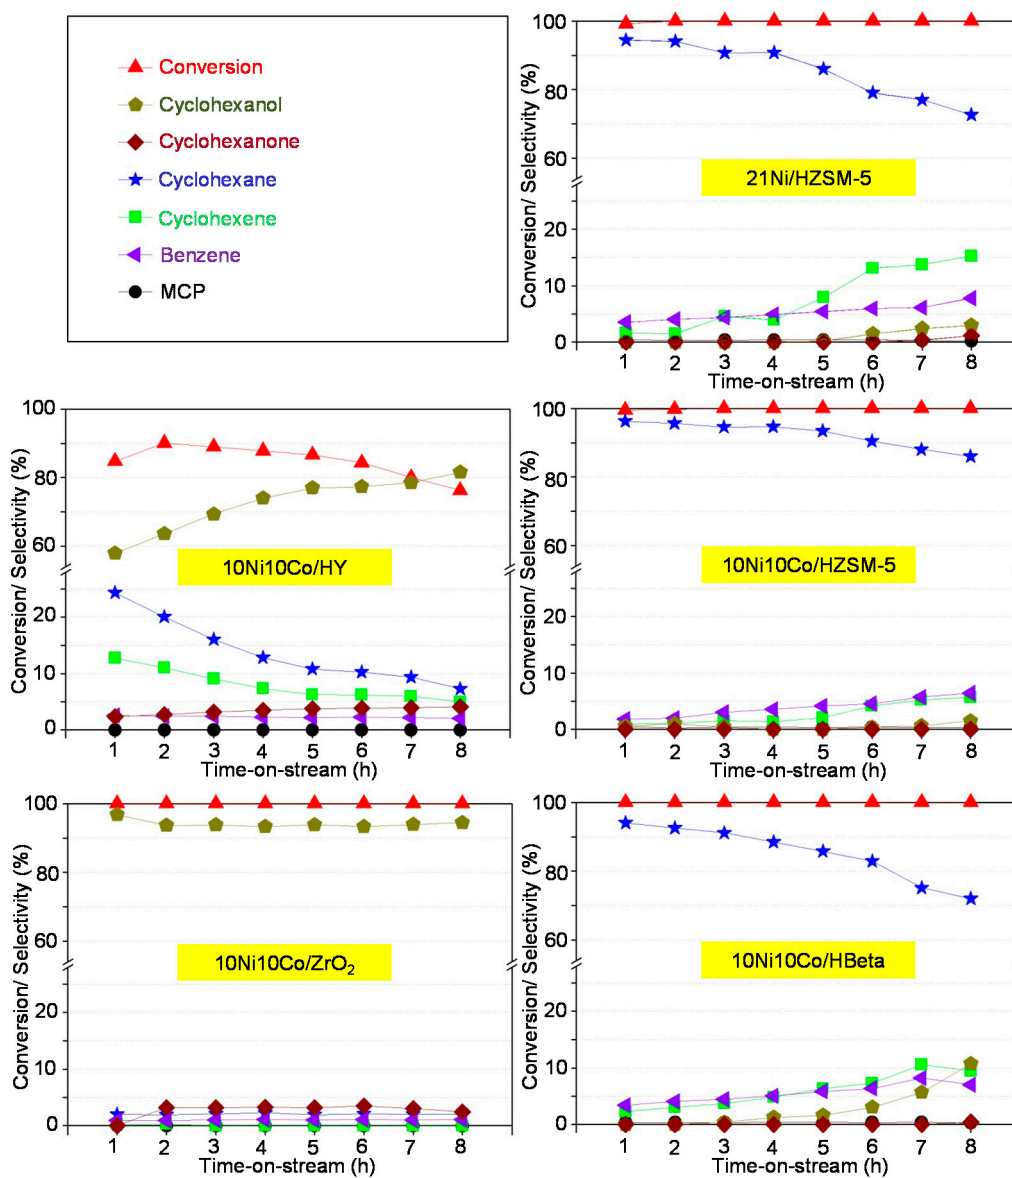 Conversion
Cyclohexanol
Cyclohexanone
Cyclohexane
Cyclohexene
Benzene
MCP
Conversion/ Selectivity (%)
100
80
60
20
10
0
21Ni/HZSM-5
1 2 3 4 5 6 7 8
Time-on-stream (h)
Conversion/ Selectivity (%)
100
80
60
20
10
0
10Ni10Co/HY
1 2 3 4 5 6 7 8
Time-on-stream (h)
Conversion/ Selectivity (%)
100
80
60
20
10
0
10Ni10Co/HZSM-5
1 2 3 4 5 6 7 8
Time-on-stream (h)
Conversion/ Selectivity (%)
100
80
60
20
10
0
10Ni10Co/ZrO₂
1 2 3 4 5 6 7 8
Time-on-stream (h)
Conversion/ Selectivity (%)
100
80
60
20
10
0
10Ni10Co/HBeta
1 2 3 4 5 6 7 8
Time-on-stream (h)